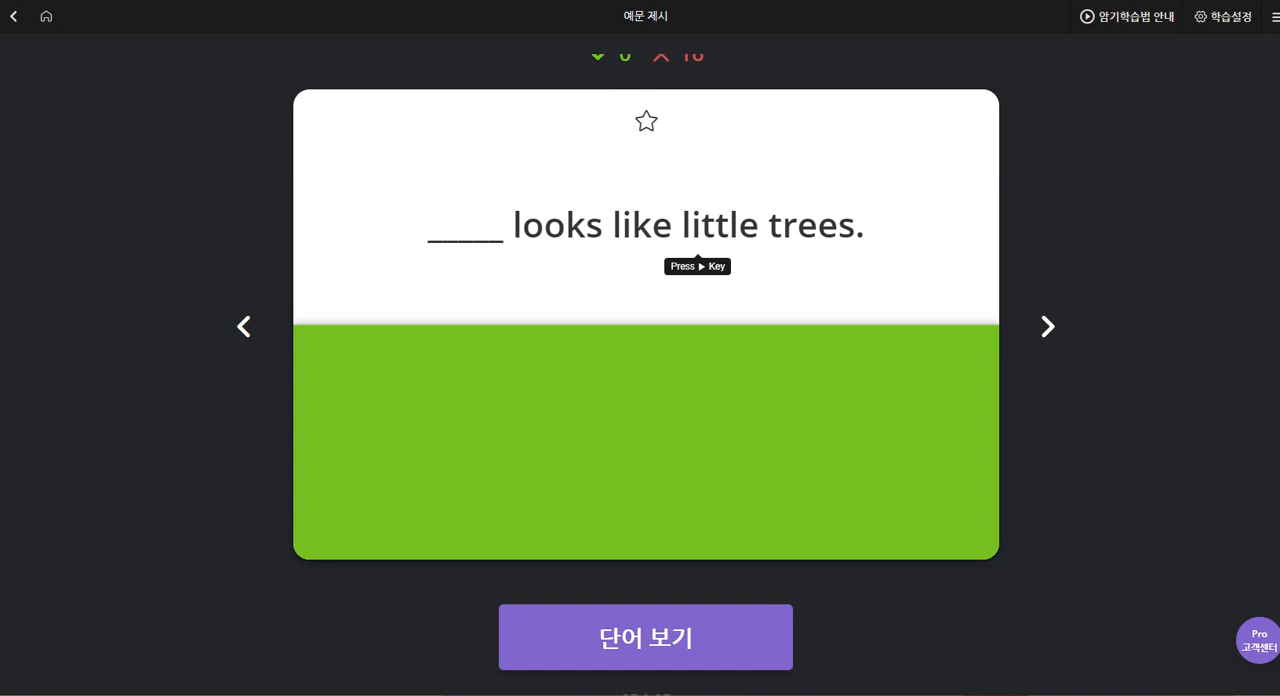 예문 제시
암기학습법 안내
학습설정
_____ looks like little trees.
Press ▶ Key
단어 보기
Pro
고객센터